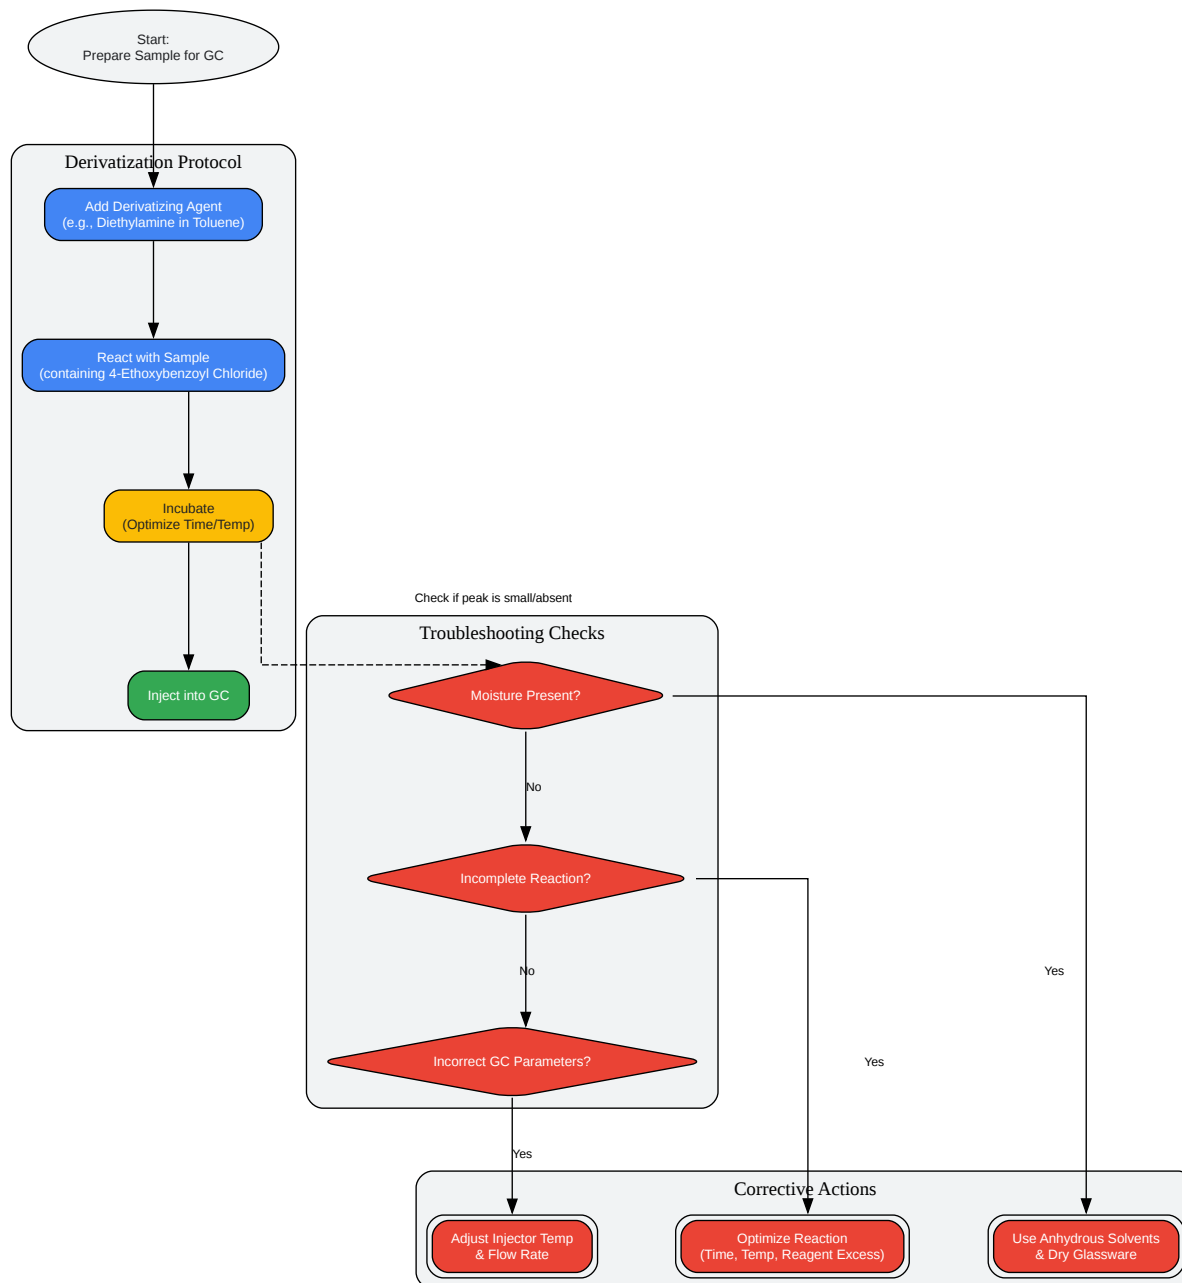 Start:
Prepare Sample for GC
Derivatization Protocol
Add Derivatizing Agent
(e.g., Diethylamine in Toluene)
React with Sample
(containing 4-Ethoxybenzoyl Chloride)
Incubate
(Optimize Time/Temp)
Inject into GC
Check if peak is small/absent
Troubleshooting Checks
Moisture Present?
No
Incomplete Reaction?
No
Yes
Incorrect GC Parameters?
Yes
Yes
Corrective Actions
Adjust Injector Temp
& Flow Rate
Optimize Reaction
(Time, Temp, Reagent Excess)
Use Anhydrous Solvents
& Dry Glassware